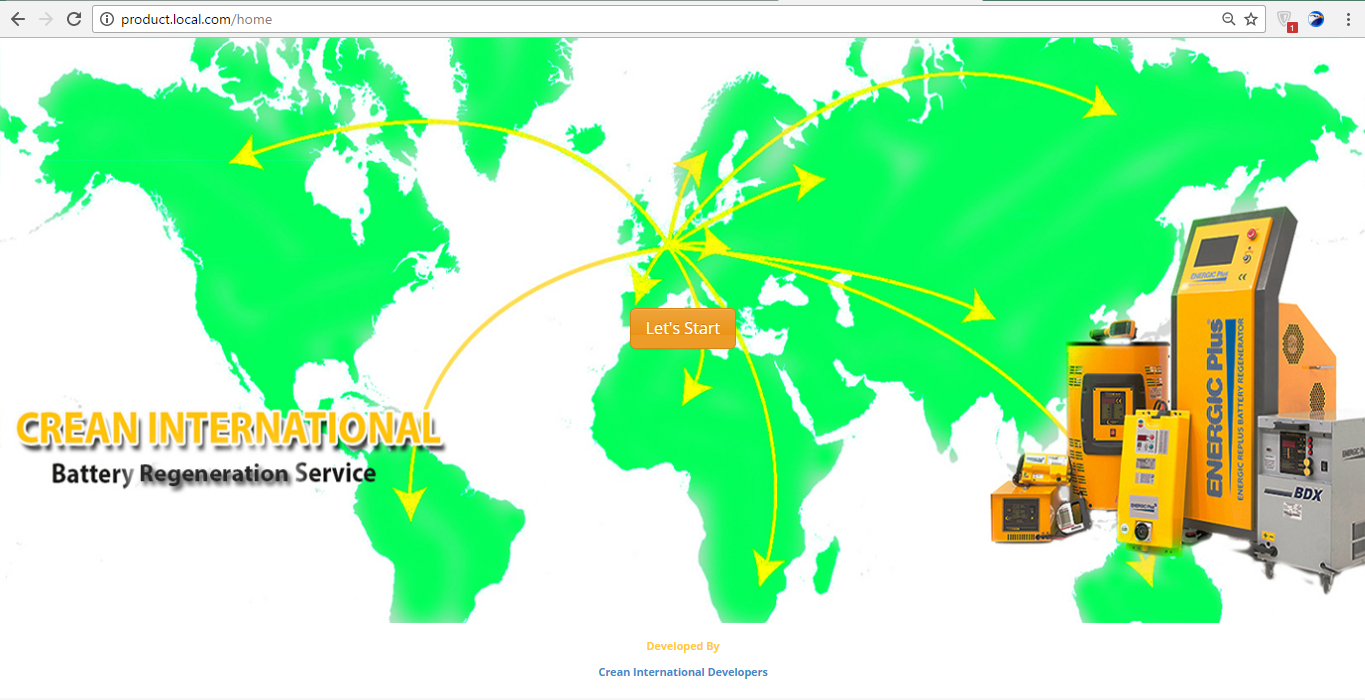 product.local.com/home
1
Let's Start
CREAN INTERNATIONAL
Battery Regeneration Service
ENERGIC Plus
ENERGIC Plus
ENERGIC REPLUS BATTERY REGENERATOR
BDX
Developed By
Crean International Developers